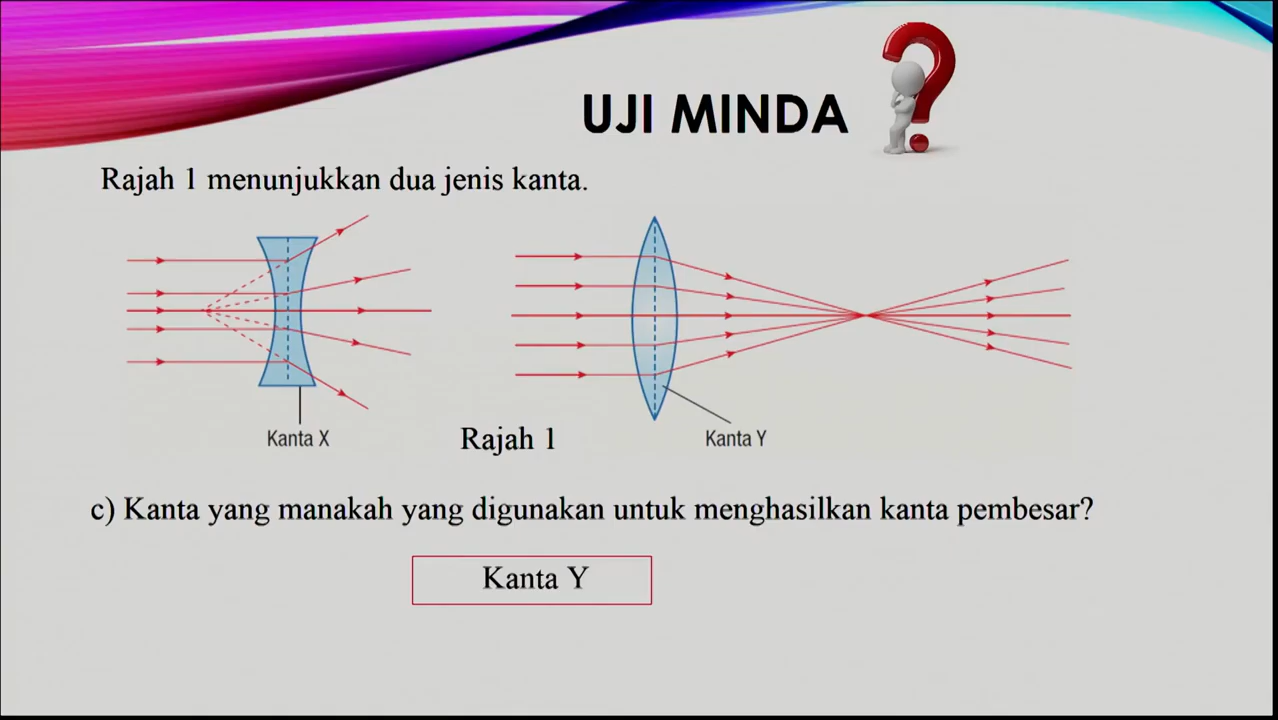 UJI MINDA
Rajah 1 menunjukkan dua jenis kanta.
Kanta X
Rajah 1
Kanta Y
c) Kanta yang manakah yang digunakan untuk menghasilkan kanta pembesar?
Kanta Y